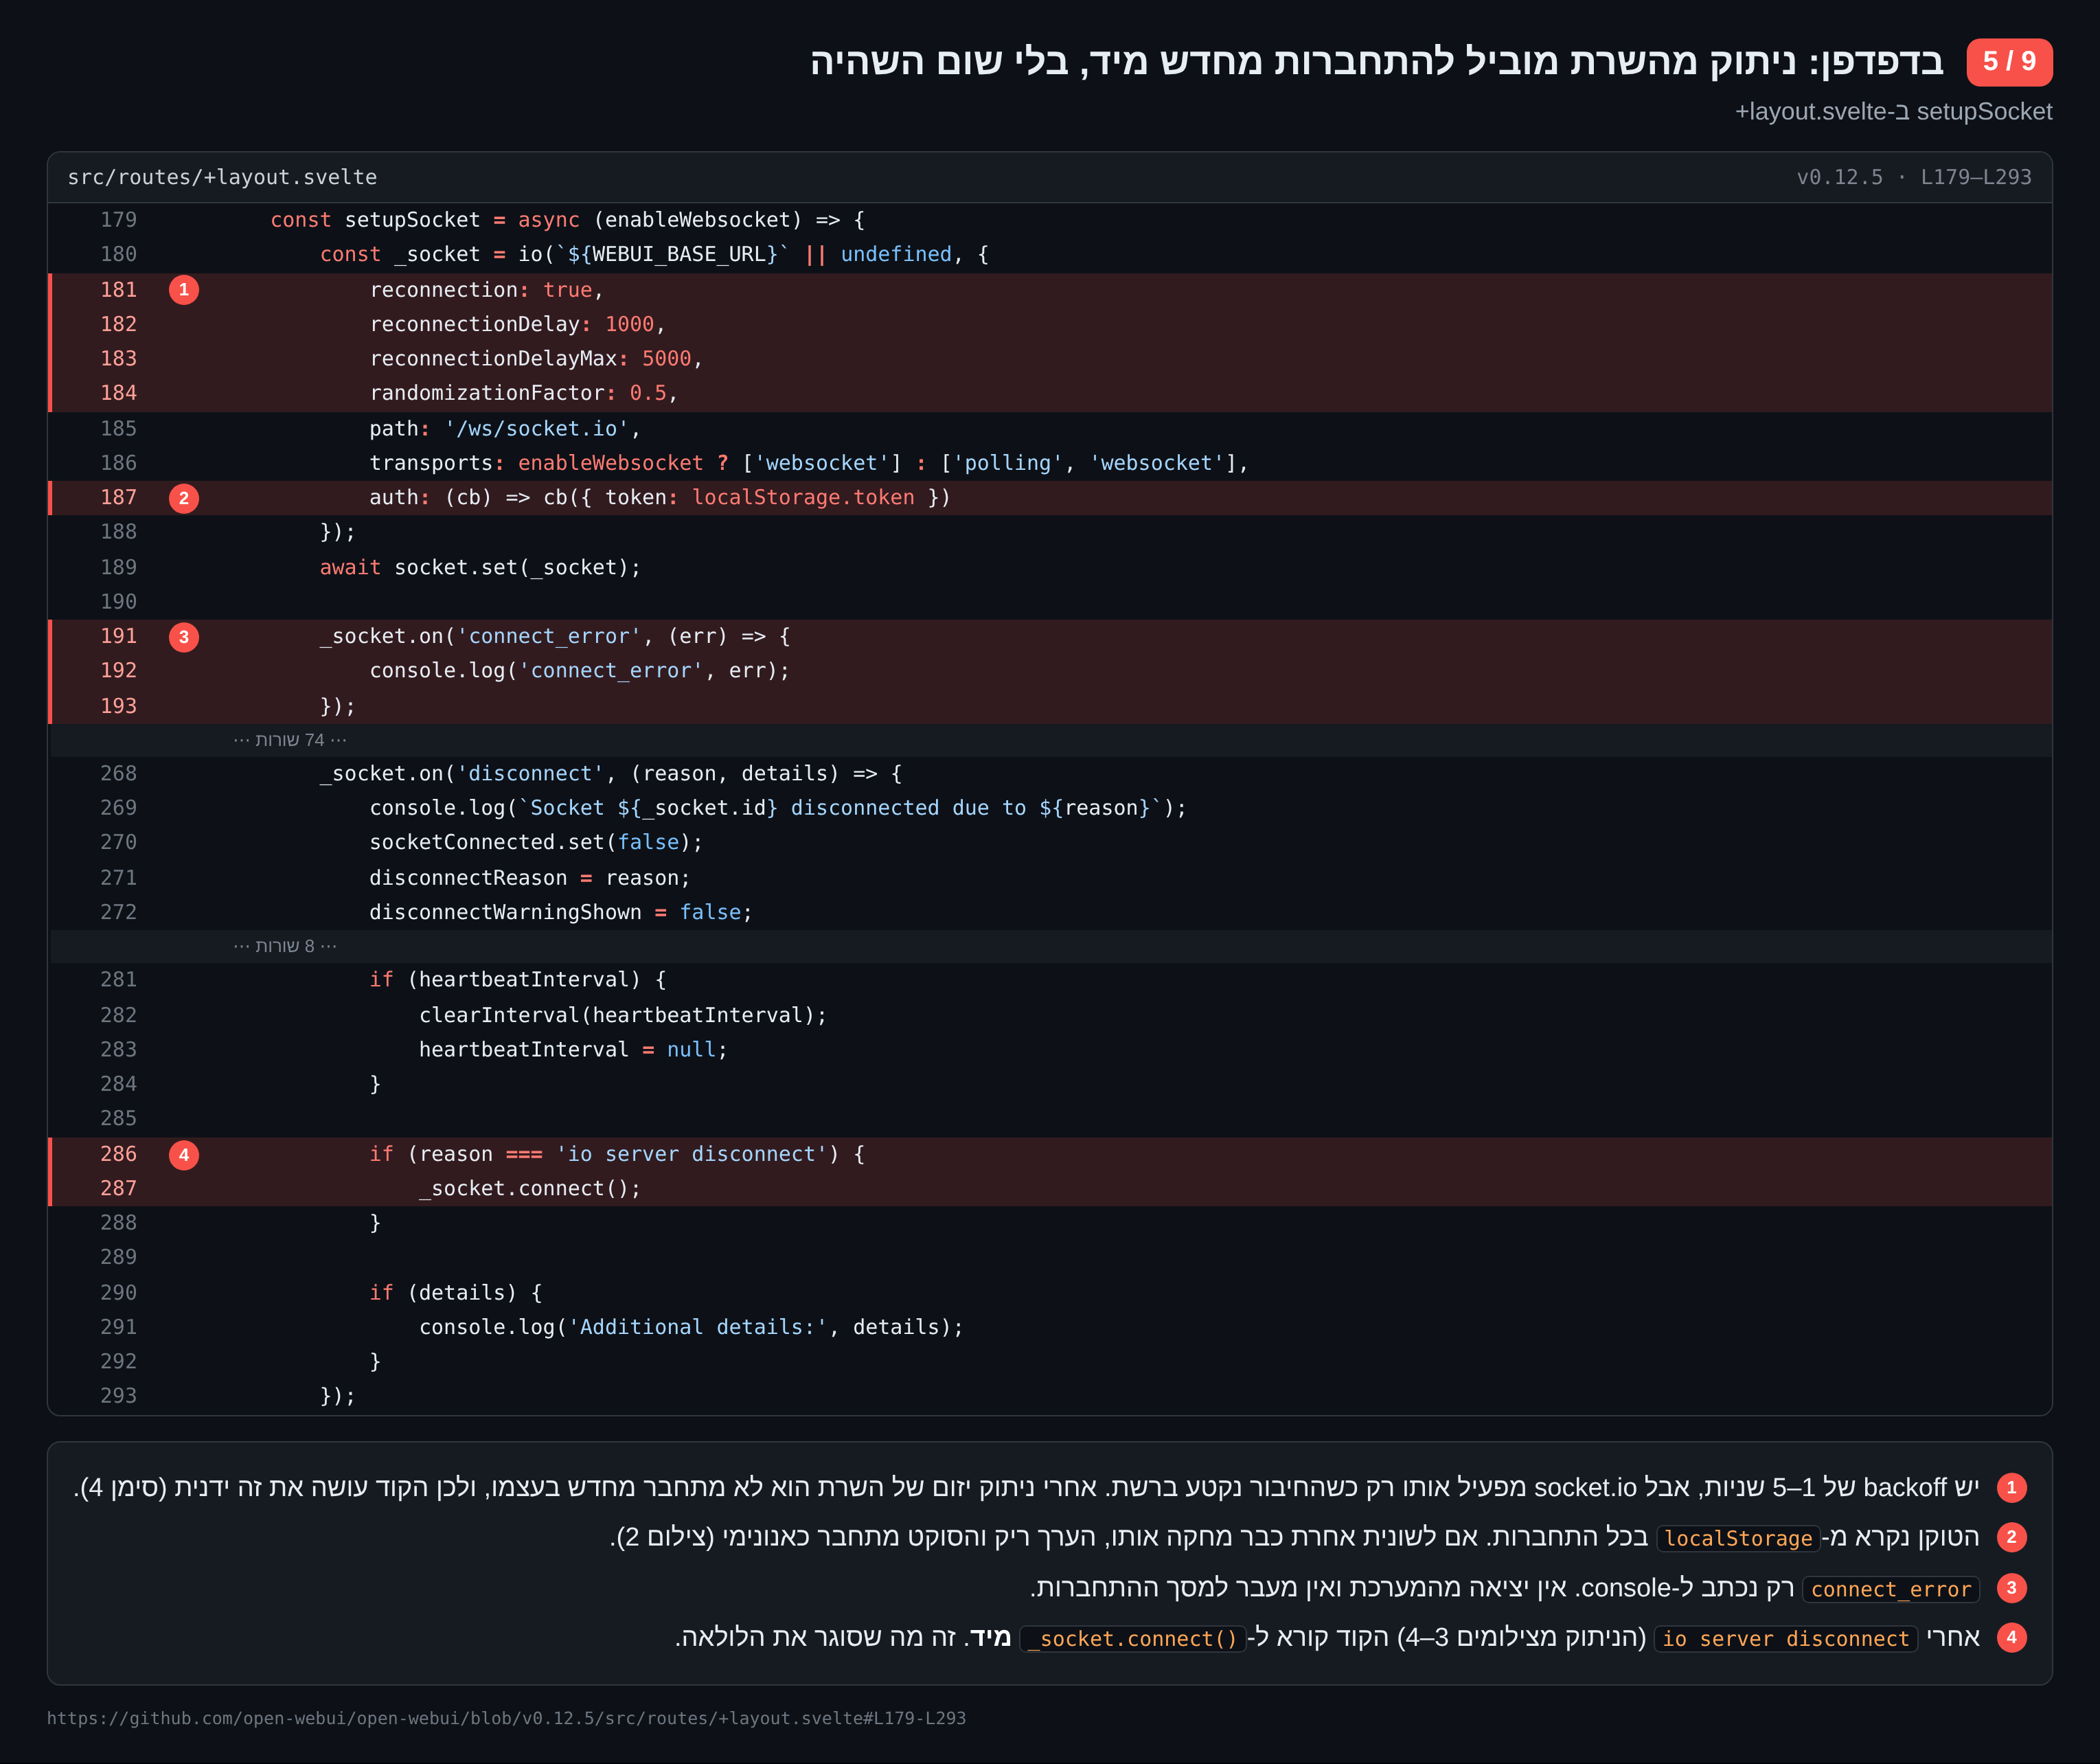 5 / 9 בדפדפן: ניתוק מהשרת מוביל להתחברות מחדש מיד, בלי שום השהיה
setupSocket ב-layout.svelte+
src/routes/+layout.svelte v0.12.5 · L179–L293
179 const setupSocket = async (enableWebsocket) => {
180 const _socket = io(`${WEBUI_BASE_URL}` || undefined, {
181 1 reconnection: true,
182 reconnectionDelay: 1000,
183 reconnectionDelayMax: 5000,
184 randomizationFactor: 0.5,
185 path: '/ws/socket.io',
186 transports: enableWebsocket ? ['websocket'] : ['polling', 'websocket'],
187 2 auth: (cb) => cb({ token: localStorage.token })
188 });
189 await socket.set(_socket);
190
191 3 _socket.on('connect_error', (err) => {
192 console.log('connect_error', err);
193 });
··· 74 שורות ···
268 _socket.on('disconnect', (reason, details) => {
269 console.log(`Socket ${_socket.id} disconnected due to ${reason}`);
270 socketConnected.set(false);
271 disconnectReason = reason;
272 disconnectWarningShown = false;
··· 8 שורות ···
281 if (heartbeatInterval) {
282 clearInterval(heartbeatInterval);
283 heartbeatInterval = null;
284 }
285
286 4 if (reason === 'io server disconnect') {
287 _socket.connect();
288 }
289
290 if (details) {
291 console.log('Additional details:', details);
292 }
293 });
1 יש backoff של 1–5 שניות, אבל socket.io מפעיל אותו רק כשהחיבור נקטע ברשת. אחרי ניתוק יזום של השרת הוא לא מתחבר מחדש בעצמו, ולכן הקוד עושה את זה ידנית (סימן 4).
2 הטוקן נקרא מ-localStorage בכל התחברות. אם לשונית אחרת כבר מחקה אותו, הערך ריק והסוקט מתחבר כאנונימי (צילום 2).
3 connect_error רק נכתב ל-console. אין יציאה מהמערכת ואין מעבר למסך ההתחברות.
4 אחרי io server disconnect (הניתוק מצילומים 3–4) הקוד קורא ל-_socket.connect() מיד. זה מה שסוגר את הלולאה.
https://github.com/open-webui/open-webui/blob/v0.12.5/src/routes/+layout.svelte#L179-L293